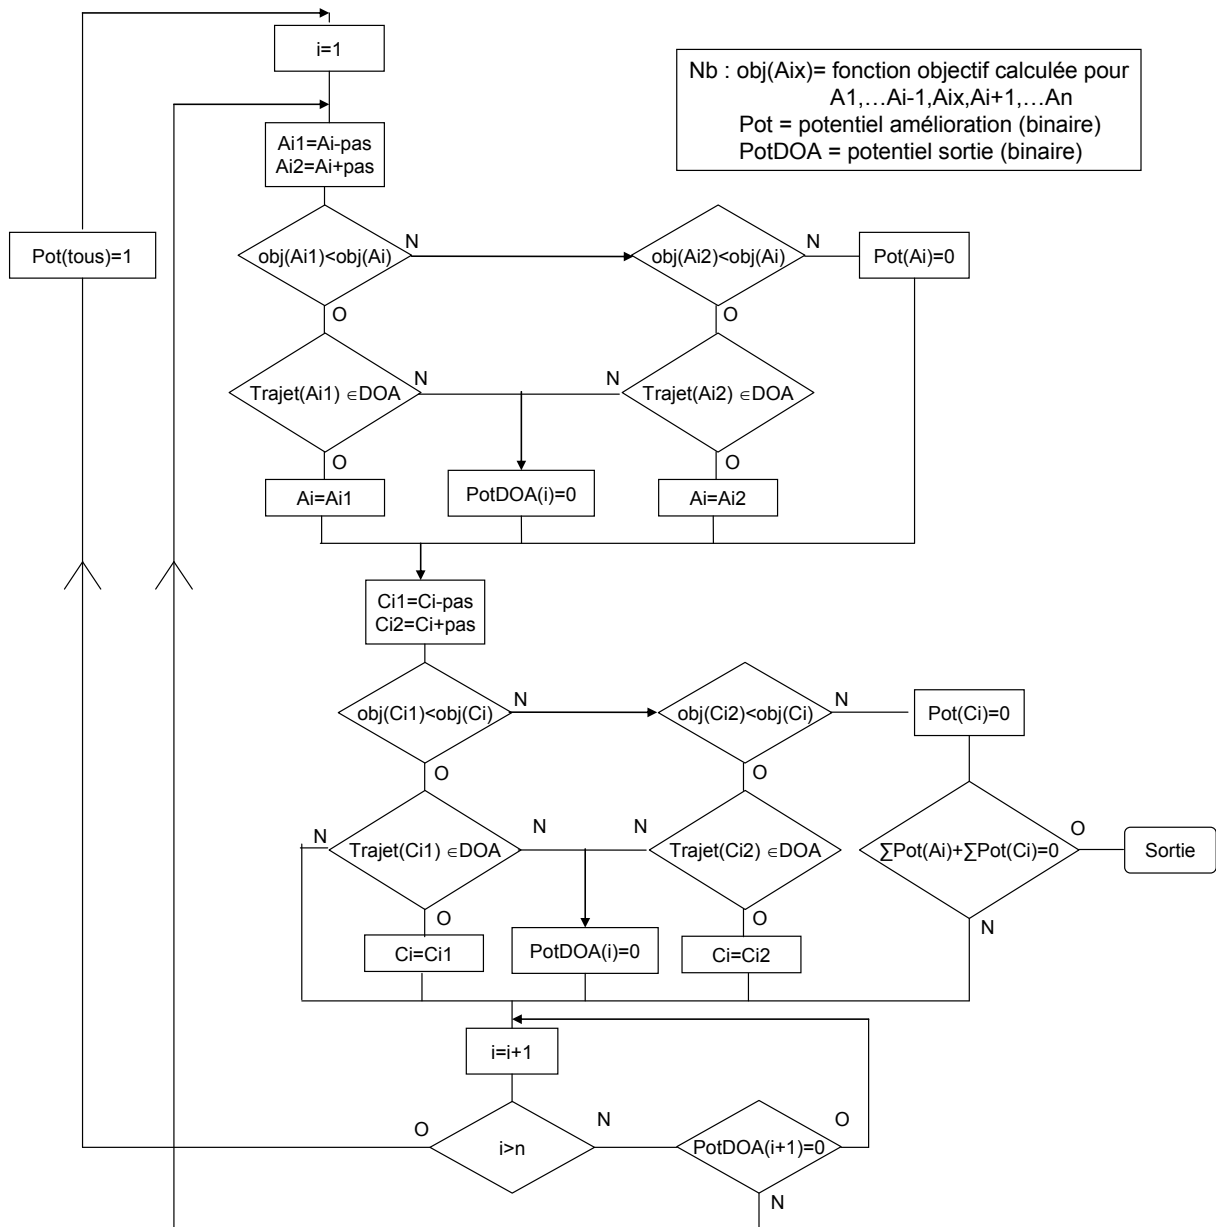 i=1
Nb : obj(Aix)= fonction objectif calculée pour
A1,…Ai-1,Aix,Ai+1,…An
Pot = potentiel amélioration (binaire)
PotDOA = potentiel sortie (binaire)
Ai1=Ai-pas
Ai2=Ai+pas
Pot(tous)=1
obj(Ai1)<obj(Ai)
N
obj(Ai2)<obj(Ai)
N
Pot(Ai)=0
O
O
Trajet(Ai1) ∈DOA
N
N
Trajet(Ai2) ∈DOA
O
O
Ai=Ai1
PotDOA(i)=0
Ai=Ai2
Ci1=Ci-pas
Ci2=Ci+pas
obj(Ci1)<obj(Ci)
N
obj(Ci2)<obj(Ci)
N
Pot(Ci)=0
O
O
N
Trajet(Ci1) ∈DOA
N
N
Trajet(Ci2) ∈DOA
∑Pot(Ai)+∑Pot(Ci)=0
O
Sortie
O
O
N
Ci=Ci1
PotDOA(i)=0
Ci=Ci2
i=i+1
O
i>n
N
PotDOA(i+1)=0
O
N